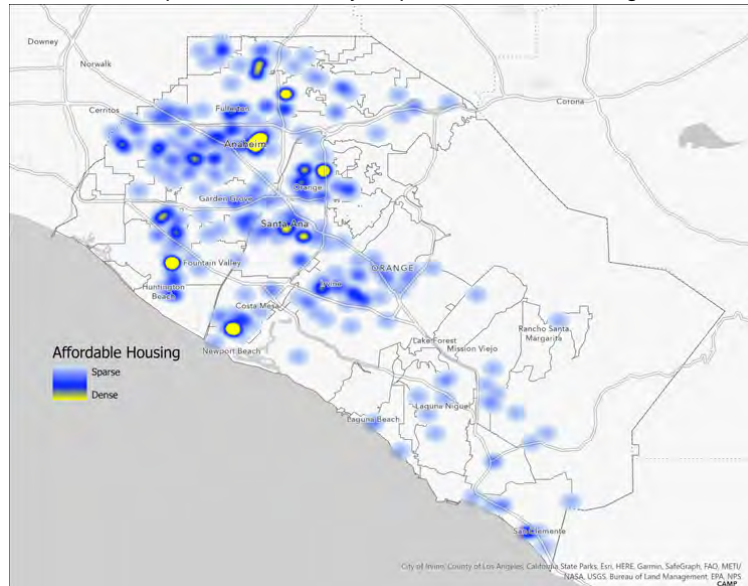 Downey
Norwalk
Cerritos
Fullerton
Corona
Anaheim
Orange
Garden Grove
Santa Ana
Fountain Valley
ORANGE
Huntington
Beach
Irvine
Costa Mesa
Newport Beach
Lake Forest
Mission Viejo
Rancho Santa
Margarita
Affordable Housing
Sparse
Dense
Laguna Niguel
Laguna Beach
San Clemente
City of Irvine, County of Los Angeles, California State Parks, Esri, HERE, Garmin, SafeGraph, FAO, METI/
NASA, USGS, Bureau of Land Management, EPA, NPS
CAMP